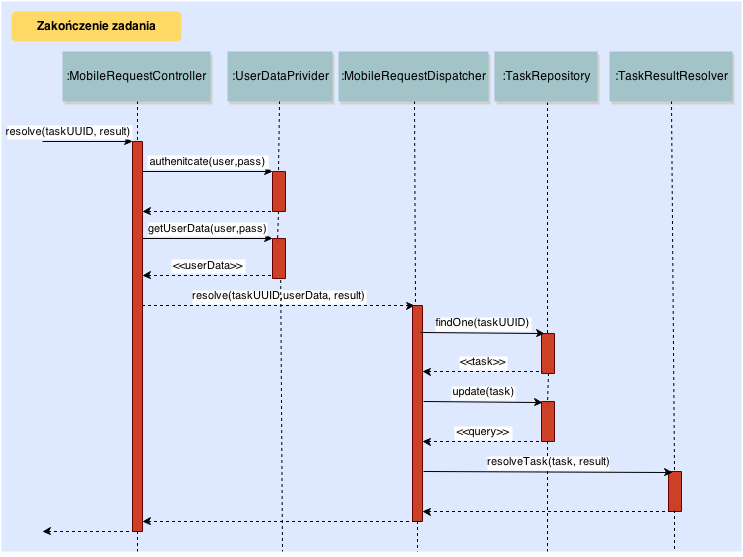 Zakończenie zadania
:MobileRequestController
:UserDataPrivider
:MobileRequestDispatcher
:TaskRepository
:TaskResultResolver
resolve(taskUUID, result)
authenitcate(user,pass)
getUserData(user,pass)
<<userData>>
resolve(taskUUID,userData, result)
findOne(taskUUID)
<<task>>
update(task)
<<query>>
resolveTask(task, result)